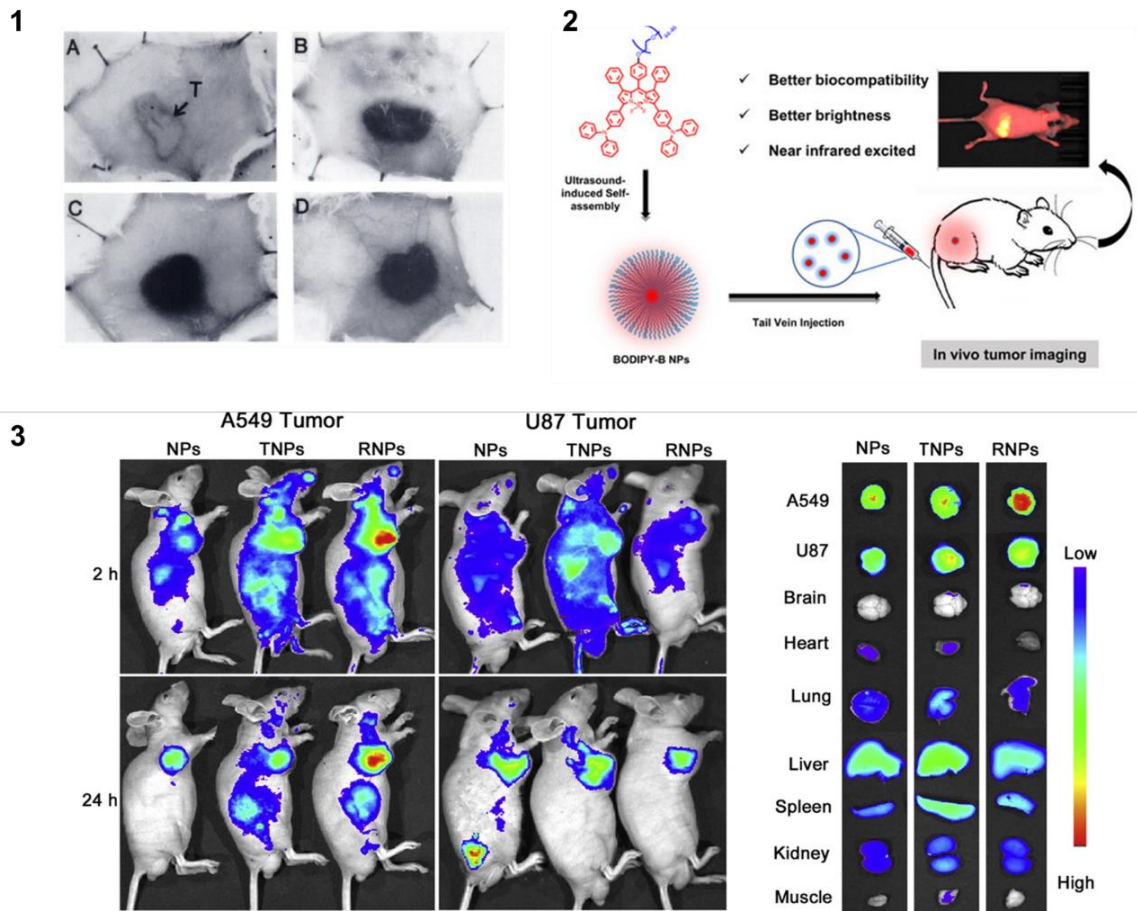 1
A
T
B
C
D
2
✓ Better biocompatibility
✓ Better brightness
✓ Near infrared excited
Ultrasound-
induced Self-
assembly
BODIPY-B NPs
Tail Vein Injection
In vivo tumor imaging
3
A549 Tumor
U87 Tumor
NPs TNPs RNPs
NPs TNPs RNPs
2 h
24 h
NPs TNPs RNPs
A549
U87
Brain
Heart
Lung
Liver
Spleen
Kidney
Muscle
Low
High